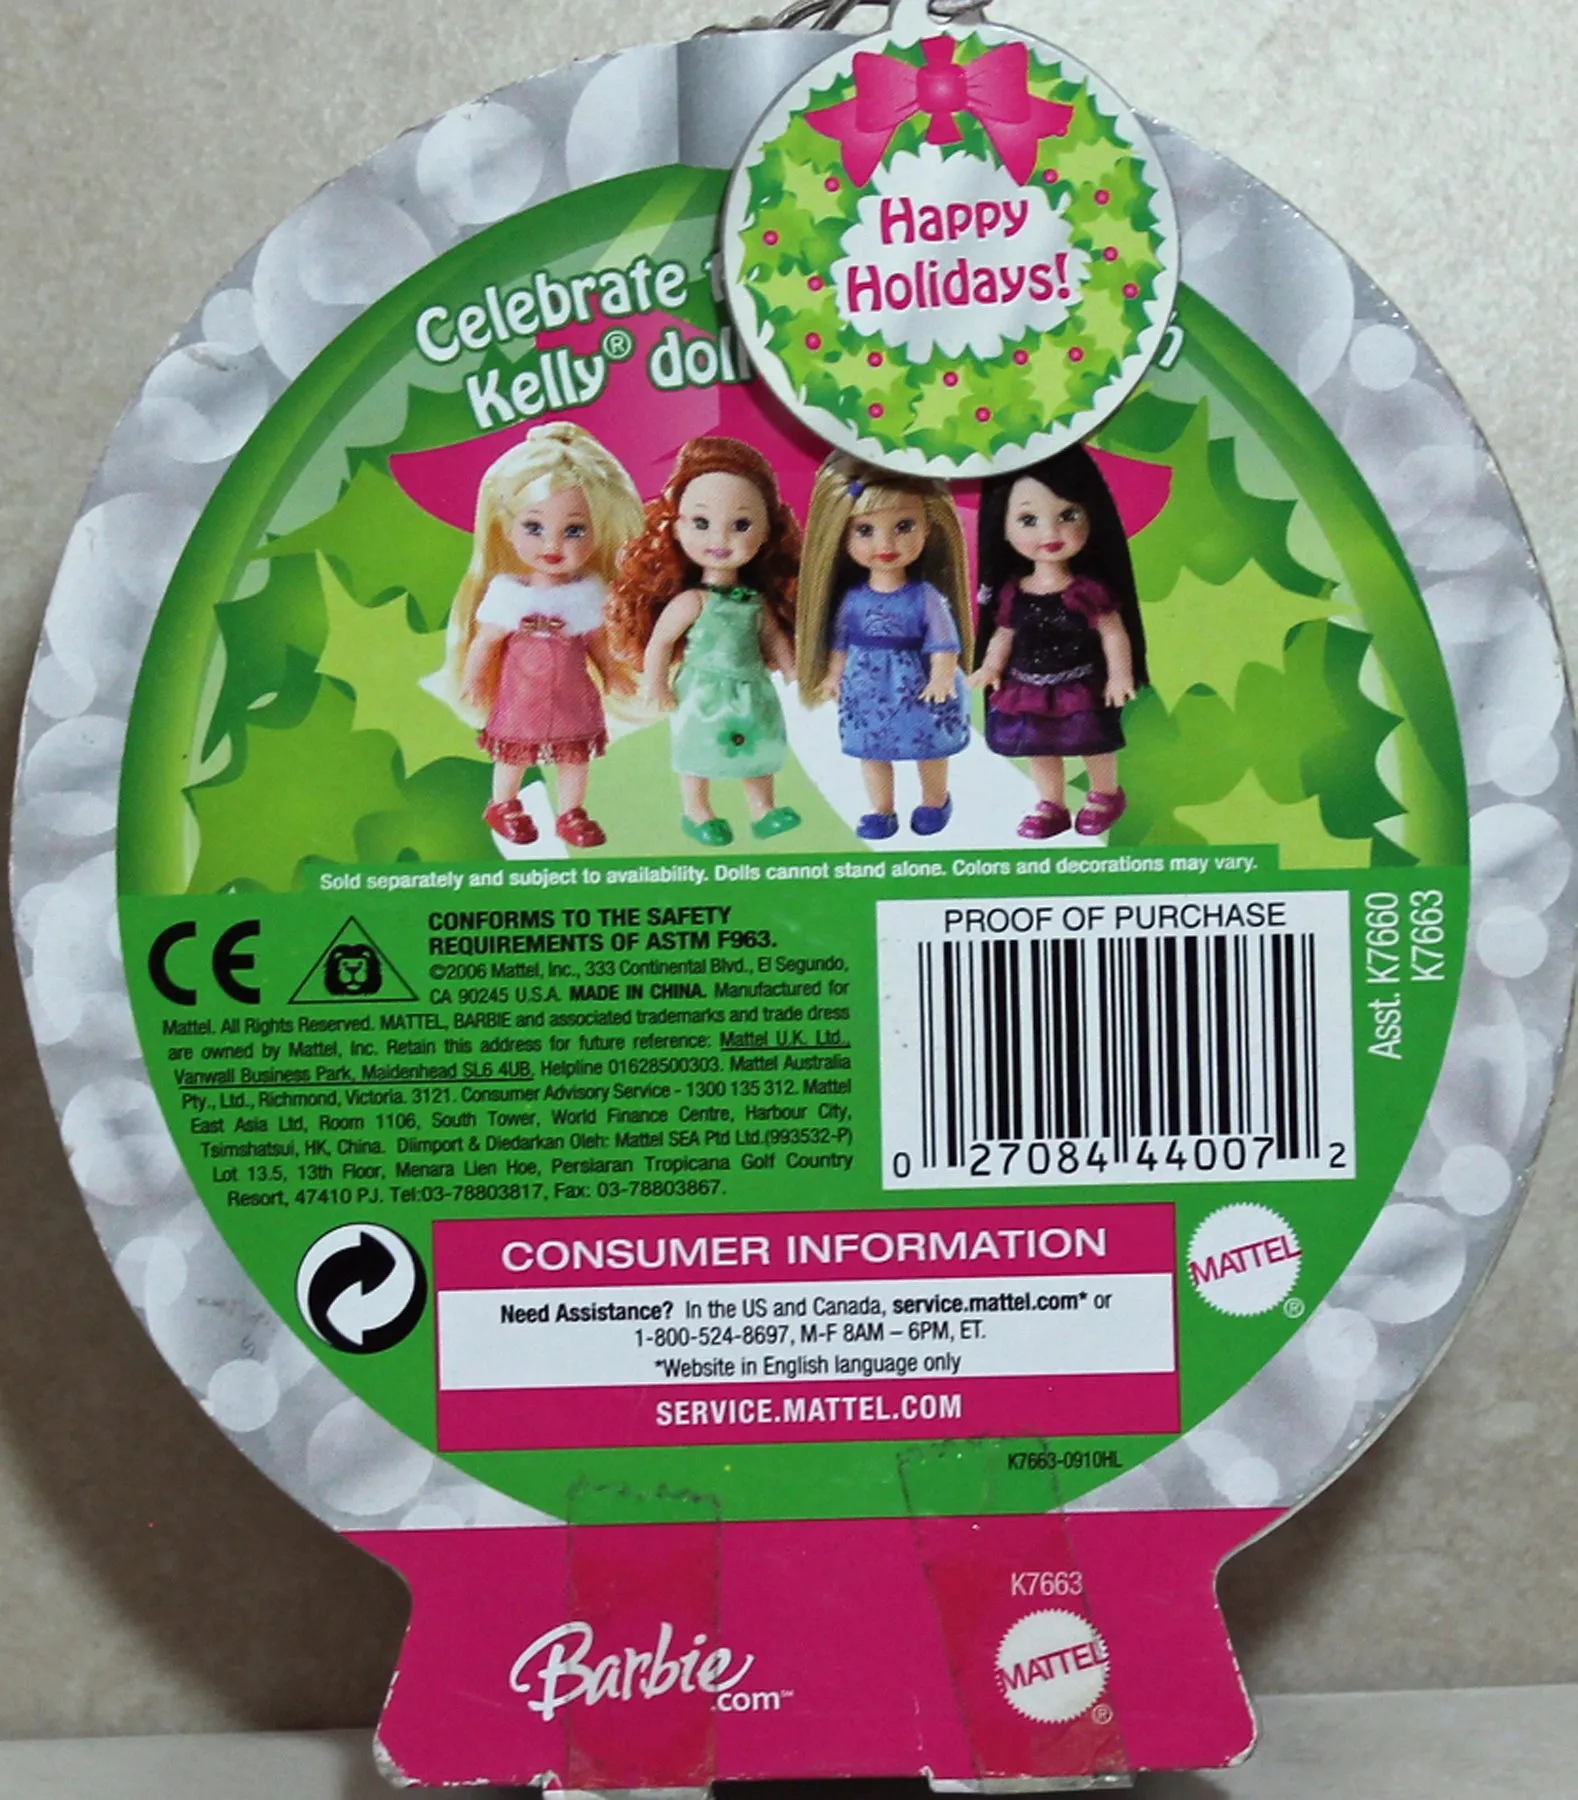 Happy
Holidays!
Celebrate
Kelly® doll
Sold separately and subject to availability. Dolls cannot stand alone. Colors and decorations may vary.
CE
CONFORMS TO THE SAFETY
REQUIREMENTS OF ASTM F963.
©2006 Mattel, Inc., 333 Continental Blvd., El Segundo,
CA 90245 U.S.A. MADE IN CHINA. Manufactured for
Mattel. All Rights Reserved. MATTEL, BARBIE and associated trademarks and trade dress
are owned by Mattel, Inc. Retain this address for future reference: Mattel U.K. Ltd.,
Vanwall Business Park, Maidenhead SL6 4UB. Helpline 01628500303. Mattel Australia
Pty., Ltd., Richmond, Victoria. 3121. Consumer Advisory Service - 1300 135 312. Mattel
East Asia Ltd, Room 1106, South Tower, World Finance Centre, Harbour City,
Tsimshatsui, HK, China. Diimport & Diedarkan Oleh: Mattel SEA Ptd Ltd.(993532-P)
Lot 13.5, 13th Floor, Menara Lien Hoe, Persiaran Tropicana Golf Country
Resort, 47410 PJ. Tel:03-78803817, Fax: 03-78803867.
PROOF OF PURCHASE
0 27084 44007 2
Asst. K7660
K7663
CONSUMER INFORMATION
Need Assistance? In the US and Canada, service.mattel.com* or
1-800-524-8697, M-F 8AM – 6PM, ET.
*Website in English language only
SERVICE.MATTEL.COM
MATTEL®
K7663-0910HL
K7663
Barbie.com℠
MATTEL®